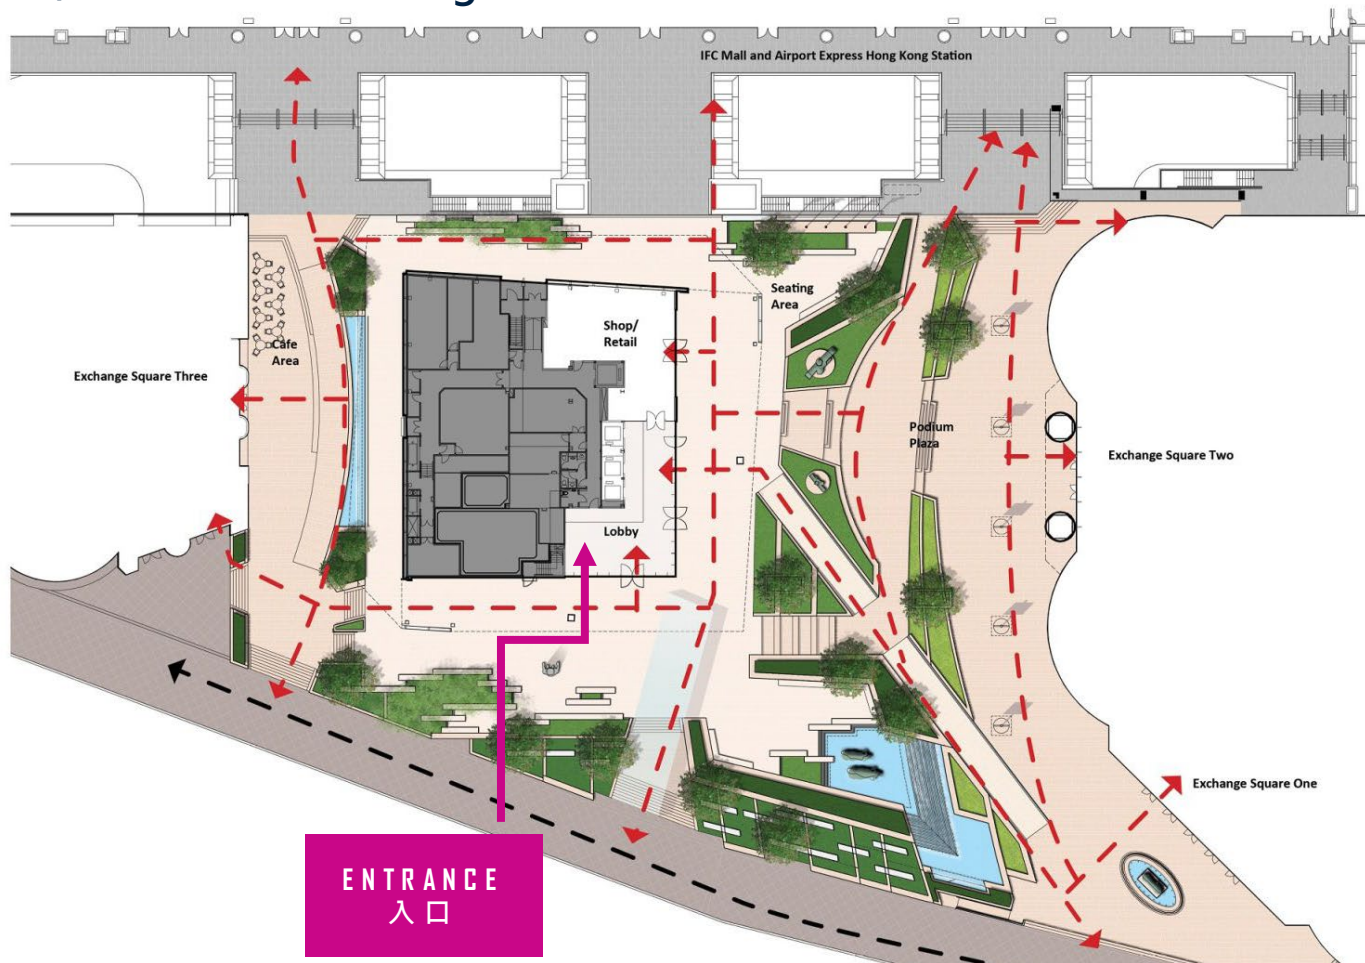 IFC Mall and Airport Express Hong Kong Station
Seating
Area
Shop/
Retail
Cafe
Area
Exchange Square Three
Podium
Plaza
Exchange Square Two
Lobby
Exchange Square One
ENTRANCE
入口